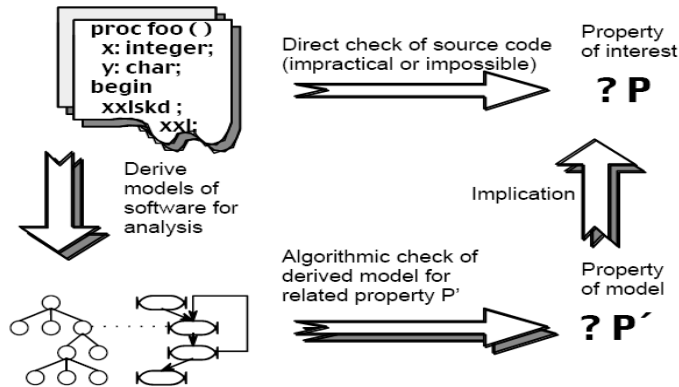 proc foo ( )
x: integer;
y: char;
begin
xxlskd ;
xxl;
Direct check of source code
(impractical or impossible)
Property
of interest
? P
Derive
models of
software for
analysis
Implication
Algorithmic check of
derived model for
related property P’
Property
of model
? P´